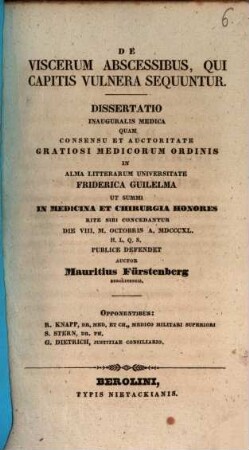 6
DE
VISCERUM ABSCESSIBUS, QUI
CAPITIS VULNERA SEQUUNTUR.
DISSERTATIO
INAUGURALIS MEDICA
QUAM
CONSENSU ET AUCTORITATE
GRATIOSI MEDICORUM ORDINIS
IN
ALMA LITTERARUM UNIVERSITATE
FRIDERICA GUILELMA
UT SUMMI
IN MEDICINA ET CHIRURGIA HONORES
RITE SIBI CONCEDANTUR
DIE VIII. M. OCTOBRIS A. MDCCCXL.
H. L. Q. S.
PUBLICE DEFENDET
AUCTOR
Mauritius Fürstenberg
BEROLINENSIS.
OPPONENTIBUS:
R. KNAPP, DR. MED. ET CH., MEDICO MILITARI SUPERIORI
S. STERN, DR. PH.
G. DIETRICH, JUSTITIAE CONSILIARIO.
BEROLINI,
TYPIS NIETACKIANIS.